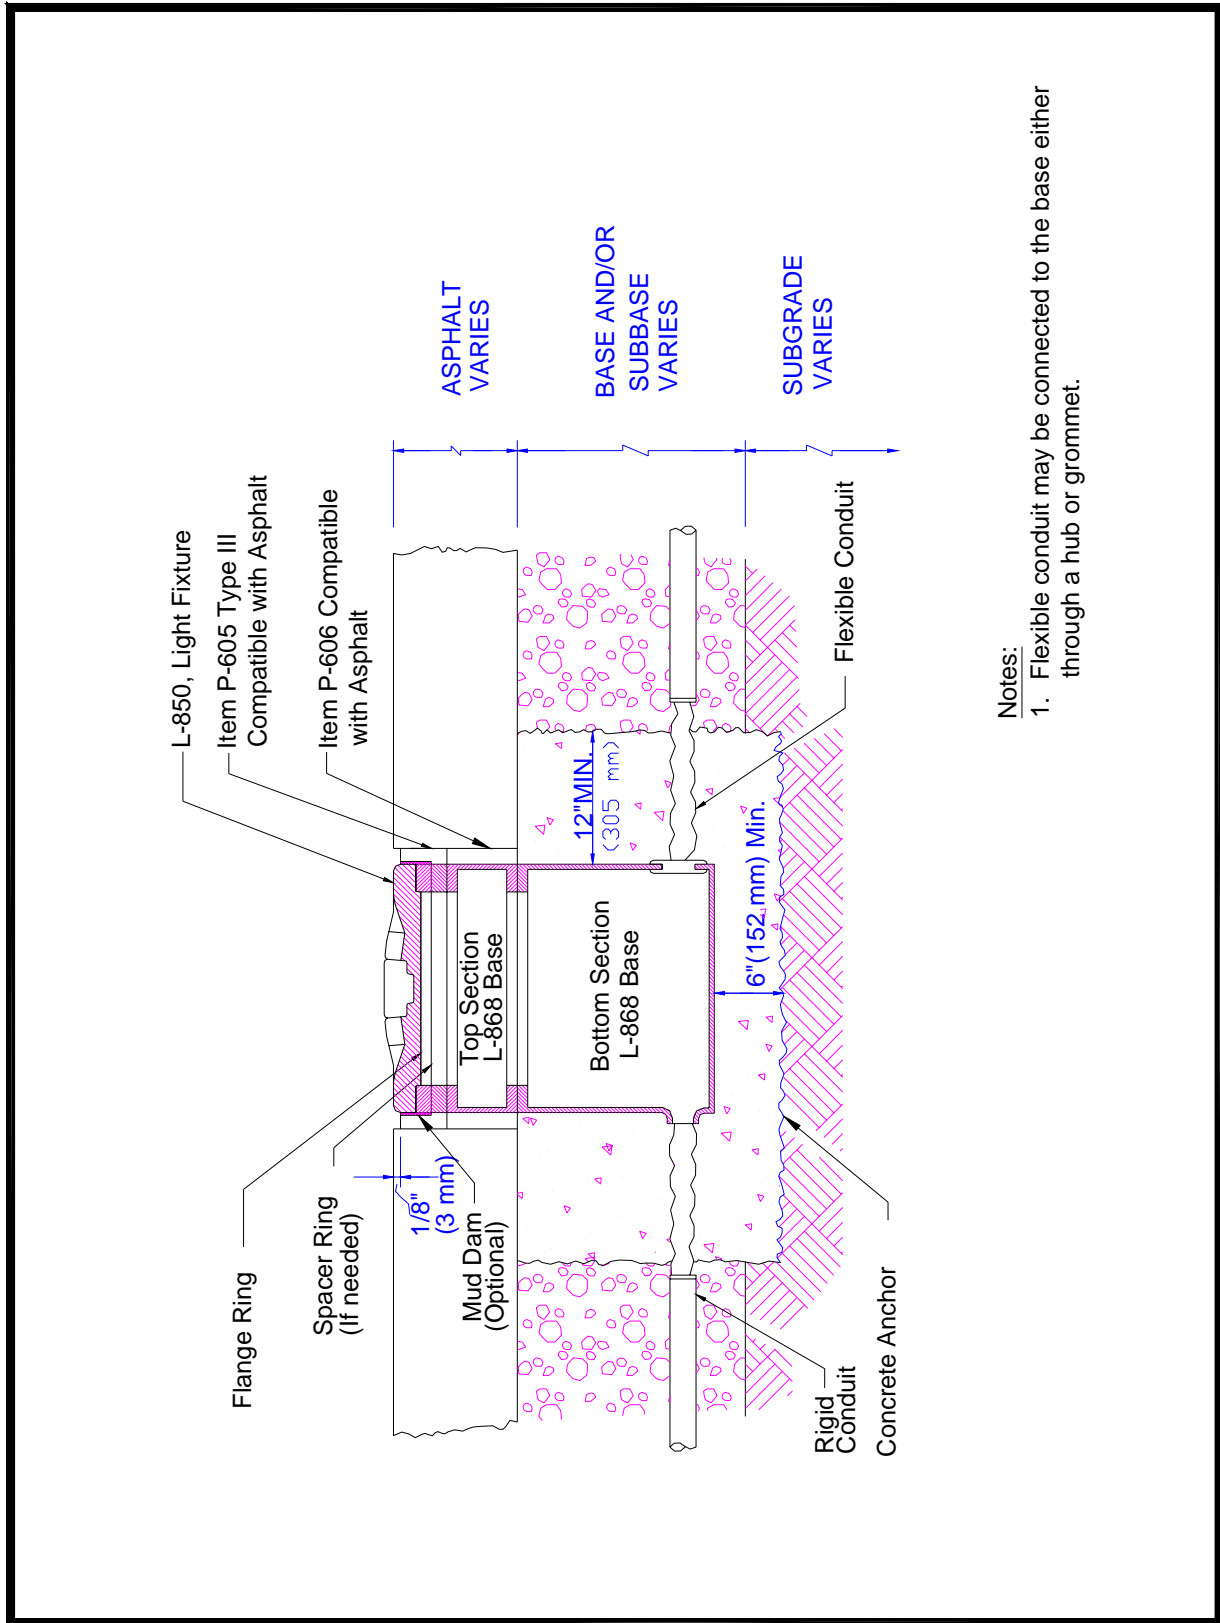 L-850, Light Fixture
Item P-605 Type III
Compatible with Asphalt
Item P-606 Compatible
with Asphalt
Flange Ring
Spacer Ring
(If needed)
1/8"
(3 mm)
Mud Dam
(Optional)
Top Section
L-868 Base
Bottom Section
L-868 Base
12"MIN.
(305 mm)
6"(152 mm) Min.
ASPHALT
VARIES
BASE AND/OR
SUBBASE
VARIES
SUBGRADE
VARIES
Flexible Conduit
Rigid
Conduit
Concrete Anchor
Notes:
1. Flexible conduit may be connected to the base either
through a hub or grommet.